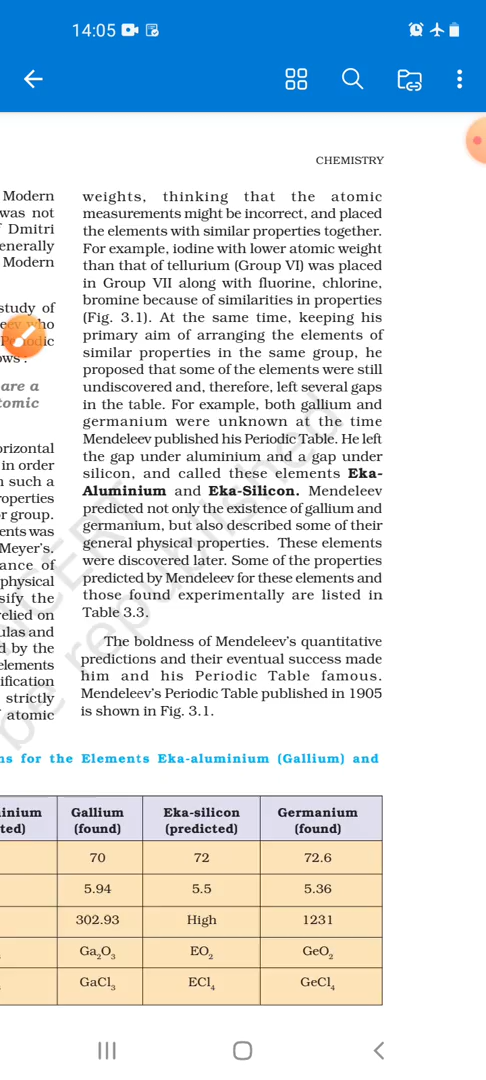 14:05
CHEMISTRY
Modern
was not
Dmitri
enerally
Modern
study of
who
ows :
are a
tomic
orizontal
in order
n such a
roperties
r group.
ents was
Meyer's.
ance of
physical
sify the
relied on
ulas and
d by the
elements
ification
strictly
atomic
weights, thinking that the atomic
measurements might be incorrect, and placed
the elements with similar properties together.
For example, iodine with lower atomic weight
than that of tellurium (Group VI) was placed
in Group VII along with fluorine, chlorine,
bromine because of similarities in properties
(Fig. 3.1). At the same time, keeping his
primary aim of arranging the elements of
similar properties in the same group, he
proposed that some of the elements were still
undiscovered and, therefore, left several gaps
in the table. For example, both gallium and
germanium were unknown at the time
Mendeleev published his Periodic Table. He left
the gap under aluminium and a gap under
silicon, and called these elements Eka-
Aluminium and Eka-Silicon. Mendeleev
predicted not only the existence of gallium and
germanium, but also described some of their
general physical properties. These elements
were discovered later. Some of the properties
predicted by Mendeleev for these elements and
those found experimentally are listed in
Table 3.3.
The boldness of Mendeleev's quantitative
predictions and their eventual success made
him and his Periodic Table famous.
Mendeleev's Periodic Table published in 1905
is shown in Fig. 3.1.
ns for the Elements Eka-aluminium (Gallium) and
inium Gallium Eka-silicon Germanium
ted) (found) (predicted) (found)
70 72 72.6
5.94 5.5 5.36
302.93 High 1231
Ga₂O₃ EO₂ GeO₂
GaCl₃ ECl₄ GeCl₄
be republished